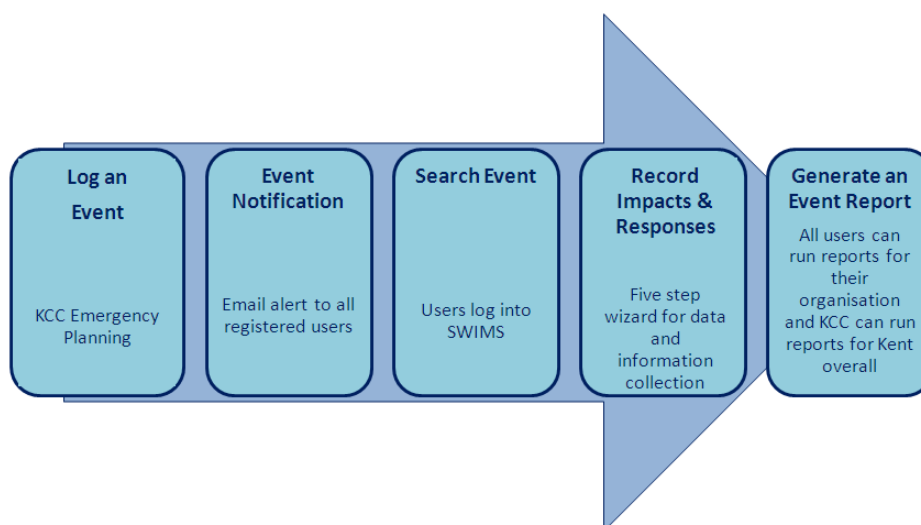 Log an
Event
KCC Emergency
Planning
Event
Notification
Email alert to all
registered users
Search Event
Users log into
SWIMS
Record
Impacts &
Responses
Five step
wizard for data
and
information
collection
Generate an
Event Report
All users can
run reports for
their
organisation
and KCC can run
reports for Kent
overall